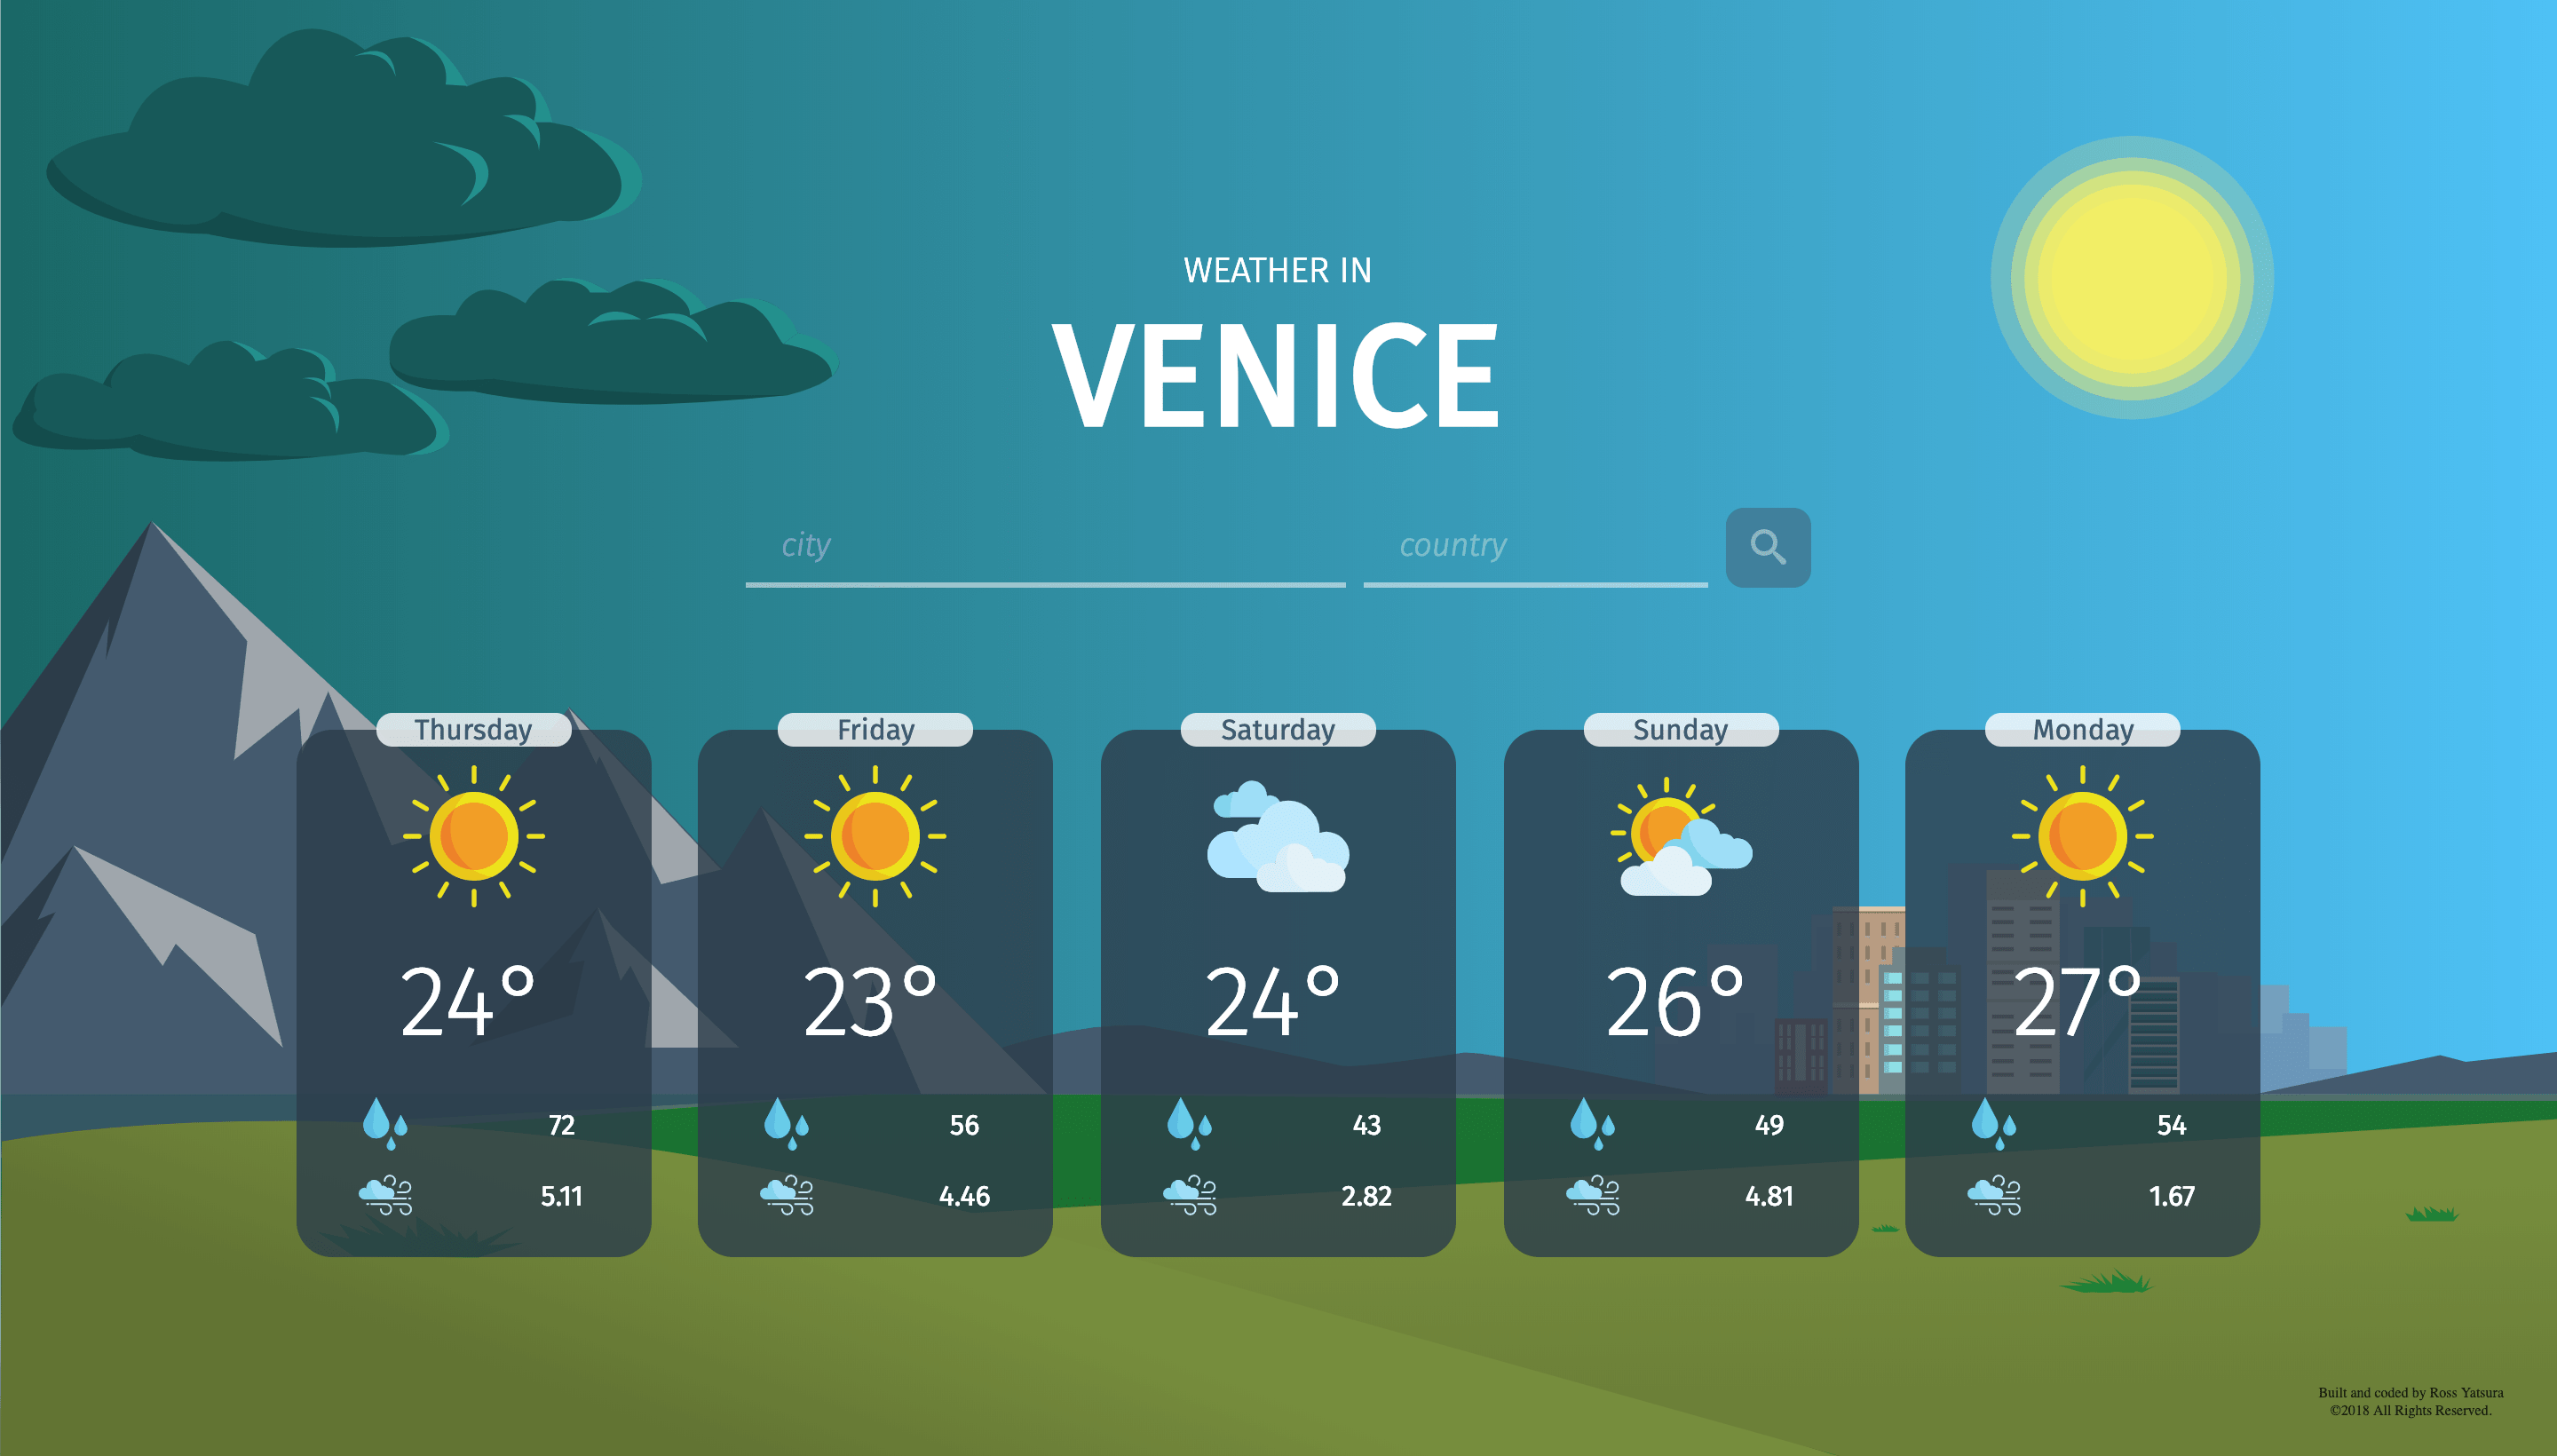 WEATHER IN
VENICE
city country
Thursday Friday Saturday Sunday Monday
24° 23° 24° 26° 27°
72 56 43 49 54
5.11 4.46 2.82 4.81 1.67
Built and coded by Ross Yatsura
©2018 All Rights Reserved.